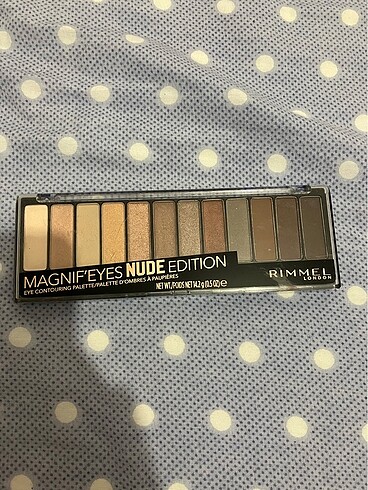 MAGNIF'EYES NUDE EDITION
EYE CONTOURING PALETTE/PALETTE D'OMBRES À PAUPIÈRES
NET WT./POIDS NET 14.2 g (0.5 OZ) e
RIMMEL
LONDON